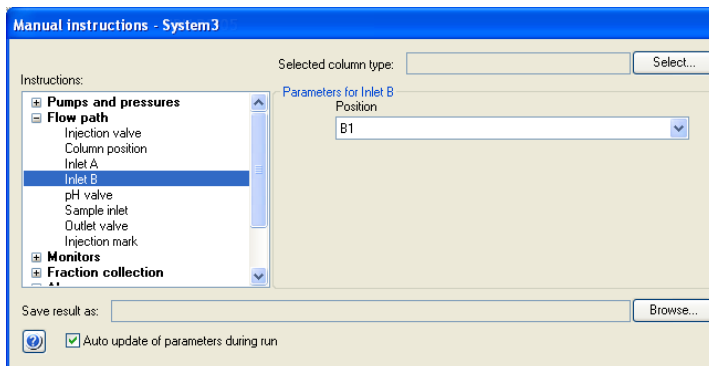 Manual instructions - System3
Selected column type:
Select...
Instructions:
Pumps and pressures
Flow path
Injection valve
Column position
Inlet A
Inlet B
pH valve
Sample inlet
Outlet valve
Injection mark
Monitors
Fraction collection
Parameters for Inlet B
Position
B1
Save result as:
Browse...
Auto update of parameters during run